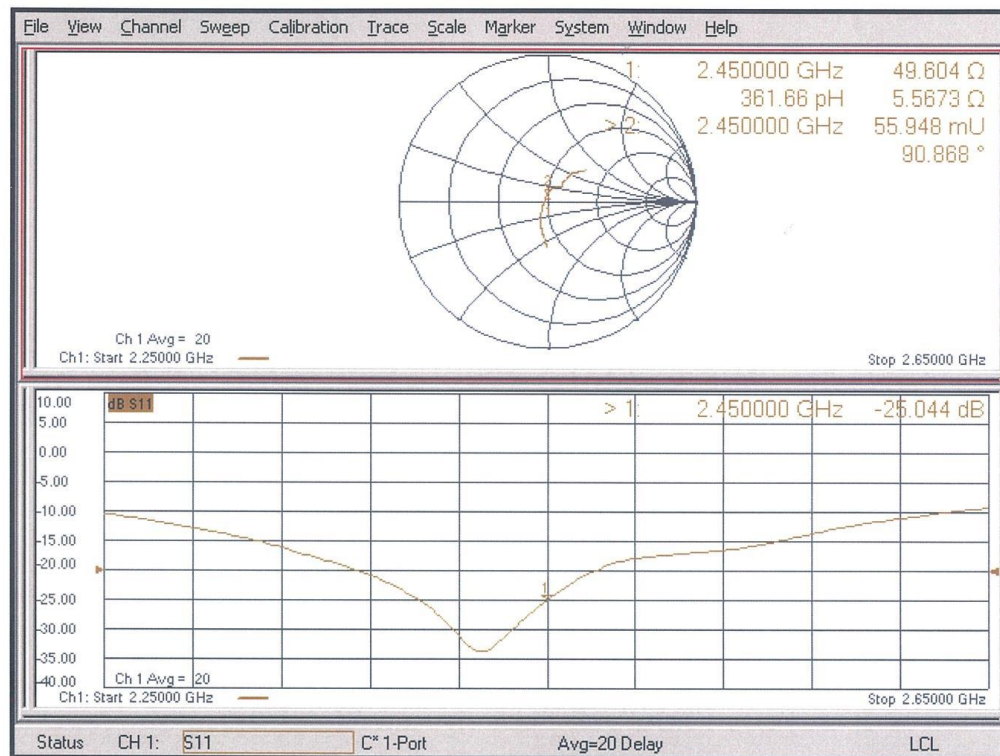 File View Channel Sweep Calibration Trace Scale Marker System Window Help
1: 2.450000 GHz 49.604 Ω
361.66 pH 5.5673 Ω
> 2: 2.450000 GHz 55.948 mU
90.868 °
Ch 1 Avg = 20
Ch1: Start 2.25000 GHz
Stop 2.65000 GHz
10.00
dB S11
> 1: 2.450000 GHz -25.044 dB
5.00
0.00
-5.00
-10.00
-15.00
-20.00
-25.00
1
-30.00
-35.00
-40.00
Ch 1 Avg = 20
Ch1: Start 2.25000 GHz
Stop 2.65000 GHz
Status CH 1: S11 C* 1-Port Avg=20 Delay LCL